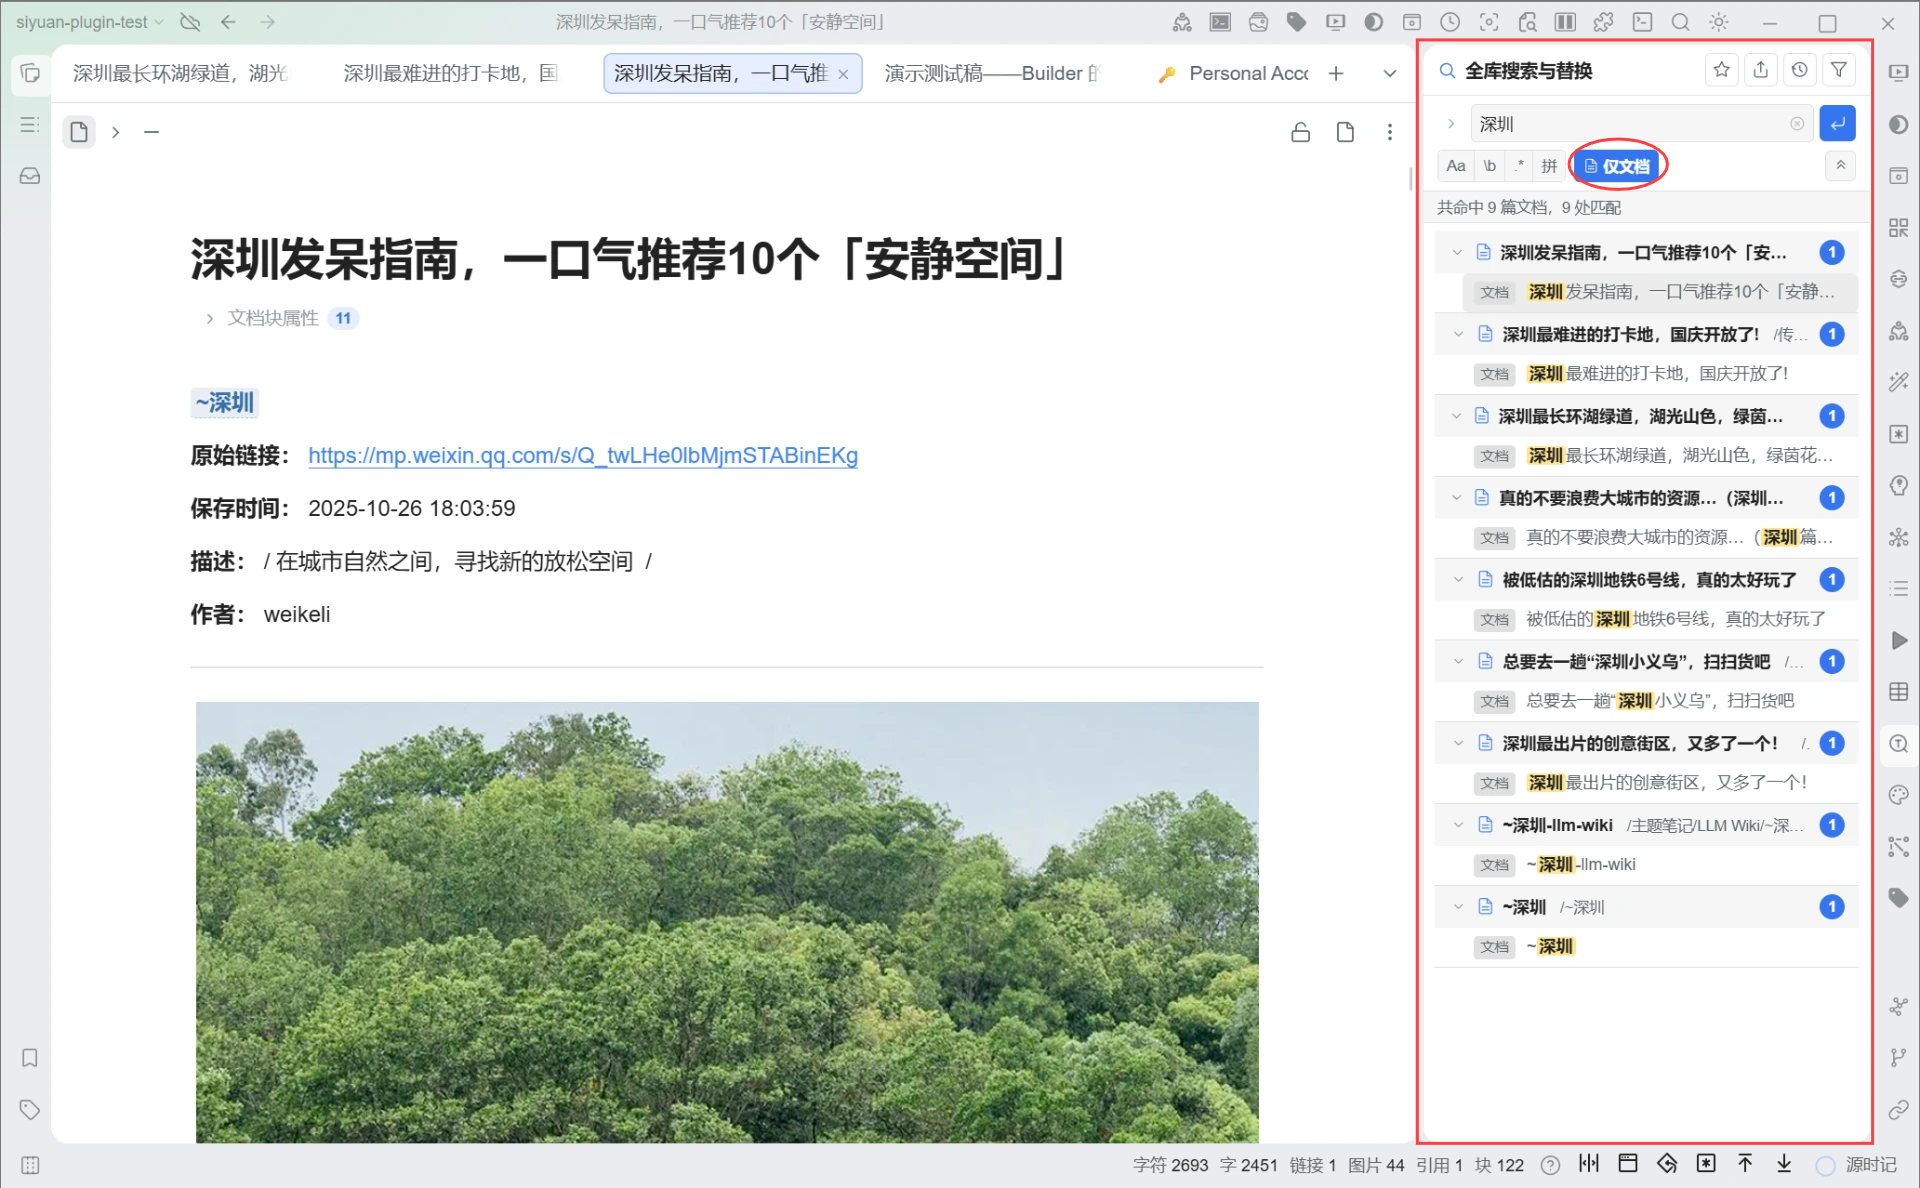 siyuan-plugin-test
深圳发呆指南，一口气推荐10个「安静空间」
深圳最长环湖绿道，湖光
深圳最难进的打卡地，国
深圳发呆指南，一口气推
演示测试稿——Builder 的
Personal Acco
深圳发呆指南，一口气推荐10个「安静空间」
文档块属性 11
~深圳
原始链接： https://mp.weixin.qq.com/s/Q_twLHe0lbMjmSTABinEKg
保存时间： 2025-10-26 18:03:59
描述： / 在城市自然之间，寻找新的放松空间 /
作者： weikeli
全库搜索与替换
深圳
Aa \b .* 拼 仅文档
共命中 9 篇文档，9 处匹配
深圳发呆指南，一口气推荐10个「安... 1
文档 深圳发呆指南，一口气推荐10个「安静...
深圳最难进的打卡地，国庆开放了! /传... 1
文档 深圳最难进的打卡地，国庆开放了!
深圳最长环湖绿道，湖光山色，绿茵... 1
文档 深圳最长环湖绿道，湖光山色，绿茵花...
真的不要浪费大城市的资源...（深圳... 1
文档 真的不要浪费大城市的资源...（深圳篇...
被低估的深圳地铁6号线，真的太好玩了 1
文档 被低估的深圳地铁6号线，真的太好玩了
总要去一趟“深圳小义乌”，扫扫货吧 /... 1
文档 总要去一趟“深圳小义乌”，扫扫货吧
深圳最出片的创意街区，又多了一个！ /. 1
文档 深圳最出片的创意街区，又多了一个！
~深圳-llm-wiki /主题笔记/LLM Wiki/~深... 1
文档 ~深圳-llm-wiki
~深圳 /~深圳 1
文档 ~深圳
字符 2693 字 2451 链接 1 图片 44 引用 1 块 122 源时记